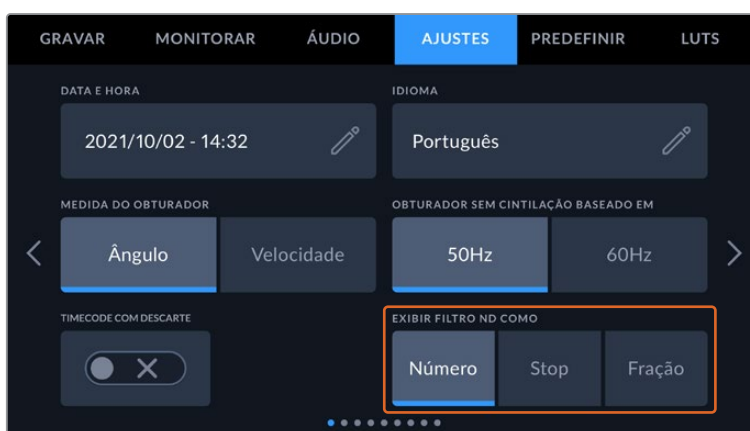 GRAVAR MONITORAR ÁUDIO AJUSTES PREDEFINIR LUTS
DATA E HORA IDIOMA
2021/10/02 - 14:32 Português
MEDIDA DO OBTURADOR OBTURADOR SEM CINTILAÇÃO BASEADO EM
Ângulo Velocidade 50Hz 60Hz
TIMECODE COM DESCARTE EXIBIR FILTRO ND COMO
Número Stop Fração